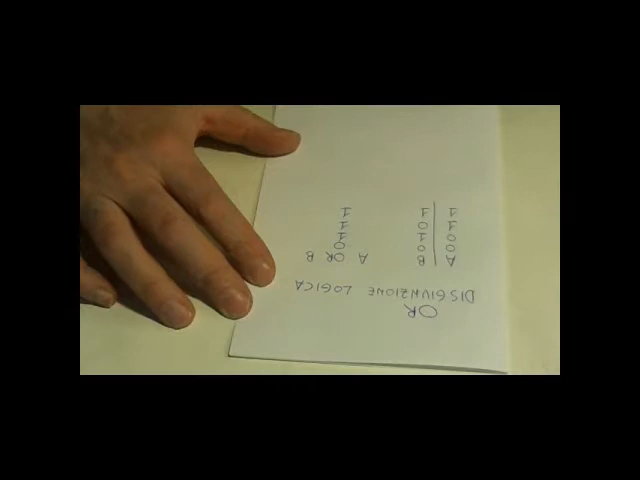 OR
DISGIUNZIONE LOGICA
A B A OR B
0 0 0
0 1 1
1 0 1
1 1 1